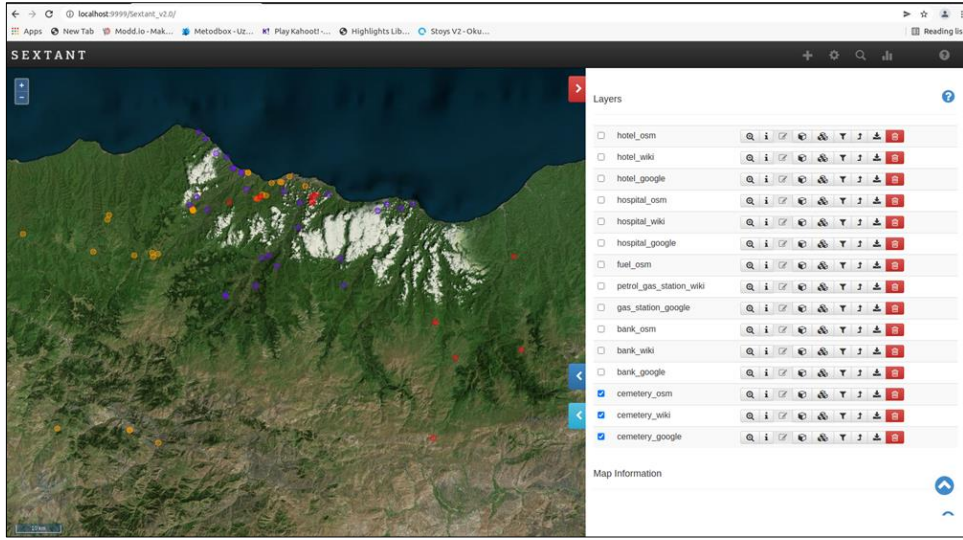 localhost:9999/Sextant_v2.0/
Apps New Tab Modd.io - Mak... Metodbox - Uz... Play Kahoot! -... Highlights Lib... Stoys V2 - Oku... Reading lis
SEXTANT
Layers
hotel_osm
hotel_wiki
hotel_google
hospital_osm
hospital_wiki
hospital_google
fuel_osm
petrol_gas_station_wiki
gas_station_google
bank_osm
bank_wiki
bank_google
cemetery_osm
cemetery_wiki
cemetery_google
Map Information